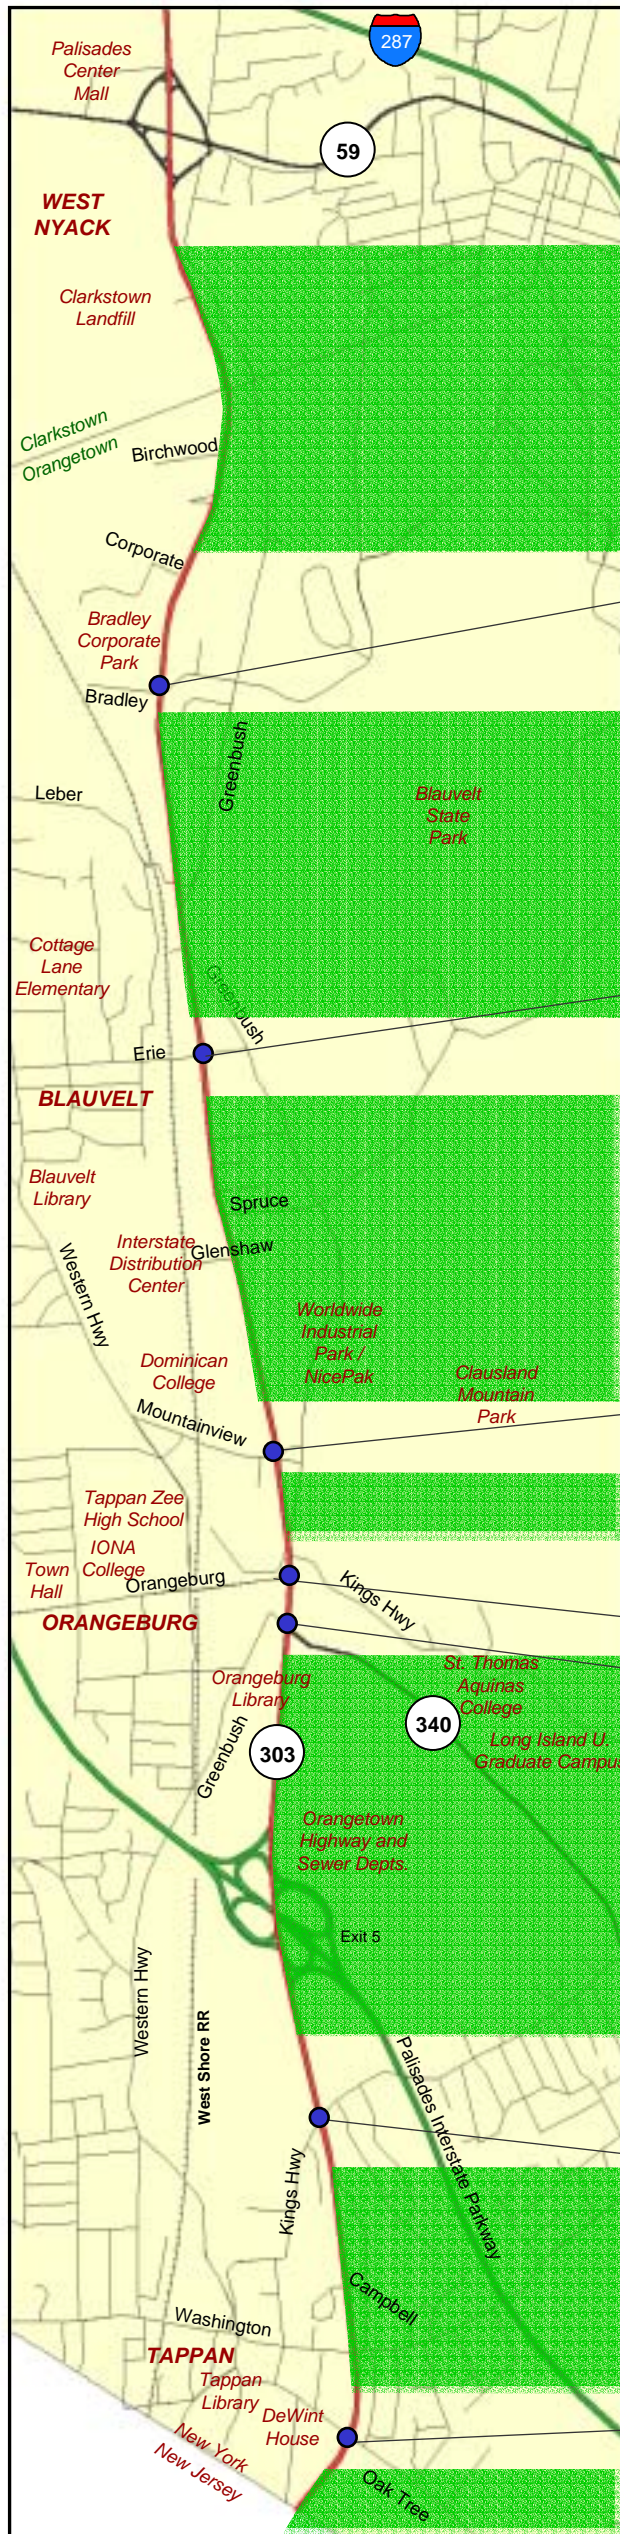 287
Palisades
Center
Mall
59
WEST
NYACK
Clarkstown
Landfill
Clarkstown
Orangetown
Birchwood
Corporate
Bradley
Corporate
Park
Bradley
Greenbush
Leber
Blauvelt
State
Park
Cottage
Lane
Elementary
Greenbush
Erie
BLAUVELT
Blauvelt
Library
Spruce
Interstate
Distribution
Center
Glenshaw
Western Hwy
Worldwide
Industrial
Park /
NicePak
Dominican
College
Clausland
Mountain
Park
Mountainview
Tappan Zee
High School
IONA
College
Town
Hall
Orangeburg
Kings Hwy
ORANGEBURG
St. Thomas
Aquinas
College
Orangeburg
Library
340
303
Long Island U.
Graduate Campus
Greenbush
Orangetown
Highway and
Sewer Depts.
Exit 5
Western Hwy
West Shore RR
Palisades Interstate Parkway
Kings Hwy
Campbell
Washington
TAPPAN
Tappan
Library
DeWint
House
New York
New Jersey
Oak Tree